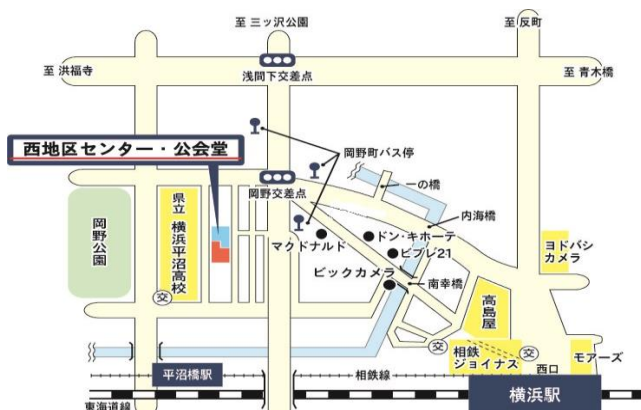 至 三ッ沢公園
至 反町
至 洪福寺
浅間下交差点
至 青木橋
西地区センター・公会堂
岡野町バス停
岡野交差点
一の橋
岡野公園
県立 横浜平沼高校
内海橋
マクドナルド
ドン・キホーテ
ビブレ21
ヨドバシ
カメラ
ビックカメラ
南幸橋
高島屋
交
交
交
相鉄
ジョイナス
西口
モアーズ
平沼橋駅
相鉄線
横浜駅
東海道線